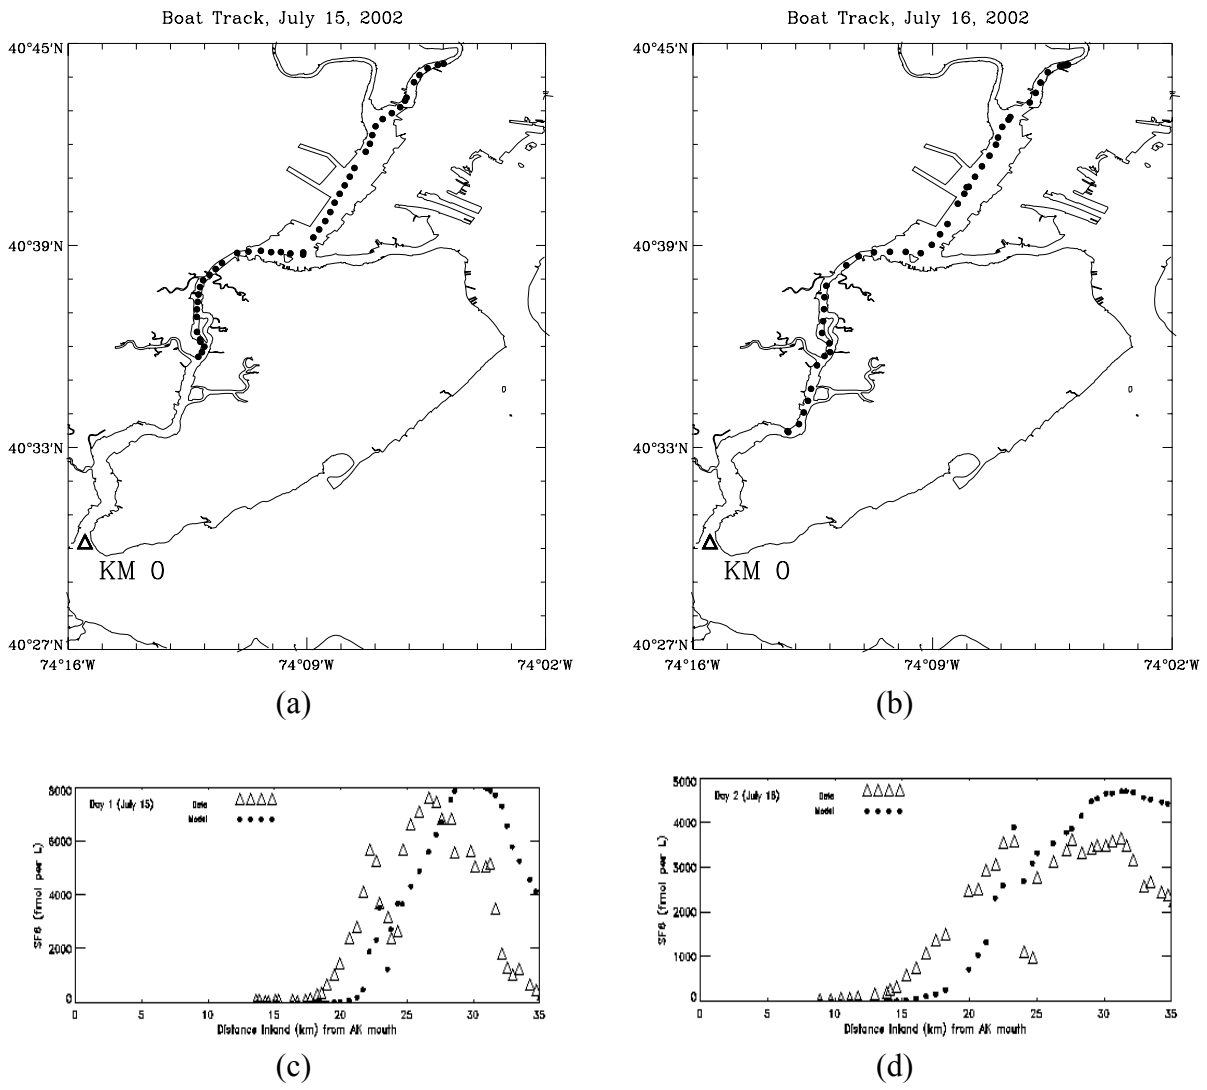 Boat Track, July 15, 2002
40°45'N
40°39'N
40°33'N
40°27'N
KM 0
74°16'W 74°09'W 74°02'W
(a)
Boat Track, July 16, 2002
40°45'N
40°39'N
40°33'N
40°27'N
KM 0
74°16'W 74°09'W 74°02'W
(b)
8000
6000
4000
2000
0
SF6 (fmol per L)
Day 1 (July 15)
Data
Model
0 5 10 15 20 25 30 35
Distance Inland (km) from AK mouth
(c)
5000
4000
3000
2000
1000
0
SF6 (fmol per L)
Day 2 (July 16)
Data
Model
0 5 10 15 20 25 30 35
Distance Inland (km) from AK mouth
(d)